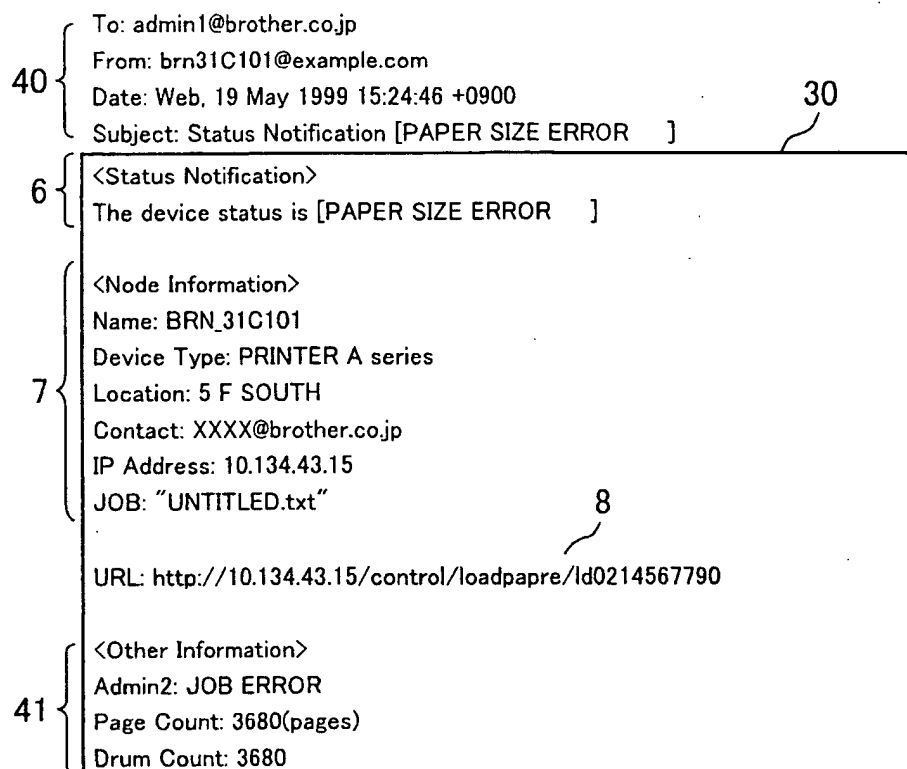 To: admin1@brother.co.jp
From: brn31C101@example.com
40
Date: Web, 19 May 1999 15:24:46 +0900
30
Subject: Status Notification [PAPER SIZE ERROR ]
<Status Notification>
6
The device status is [PAPER SIZE ERROR ]
<Node Information>
Name: BRN_31C101
Device Type: PRINTER A series
7
Location: 5 F SOUTH
Contact: XXXX@brother.co.jp
IP Address: 10.134.43.15
JOB: "UNTITLED.txt"
8
URL: http://10.134.43.15/control/loadpapre/Id0214567790
<Other Information>
Admin2: JOB ERROR
41
Page Count: 3680(pages)
Drum Count: 3680